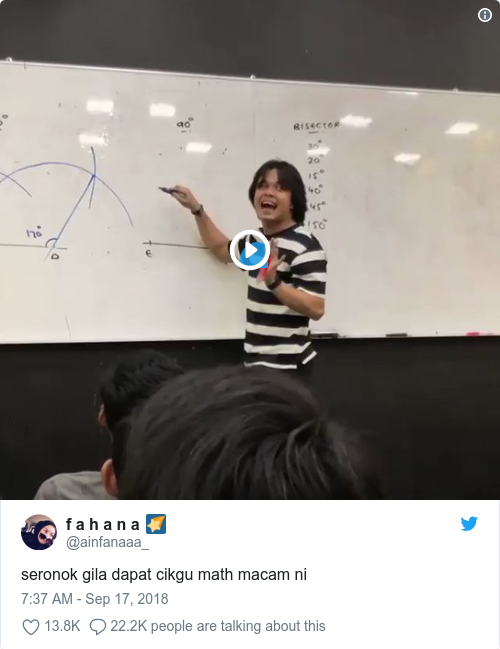 90°
BISECTOR
30°
20°
15°
40°
45°
150°
120°
D
E
f a h a n a
@ainfanaaa_
seronok gila dapat cikgu math macam ni
7:37 AM - Sep 17, 2018
13.8K 22.2K people are talking about this